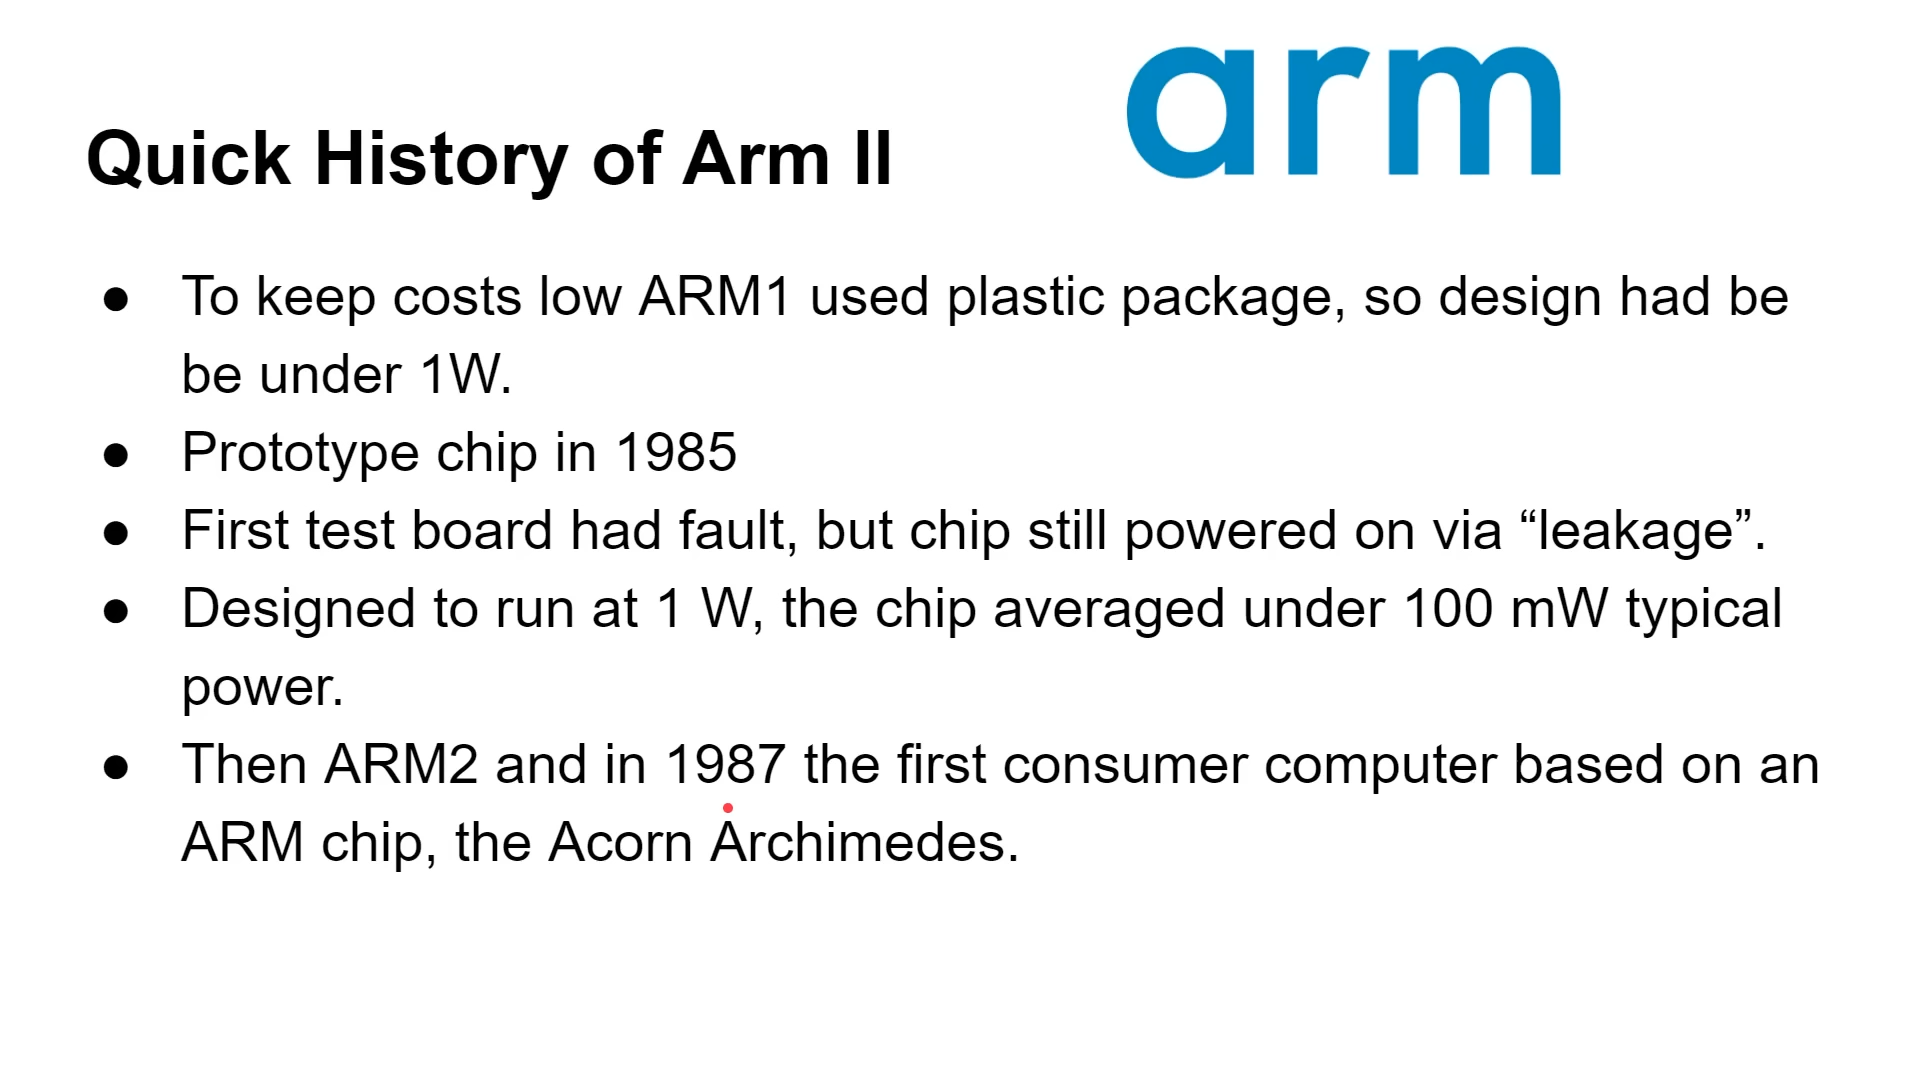 arm
Quick History of Arm II
● To keep costs low ARM1 used plastic package, so design had be
be under 1W.
● Prototype chip in 1985
● First test board had fault, but chip still powered on via “leakage”.
● Designed to run at 1 W, the chip averaged under 100 mW typical
power.
● Then ARM2 and in 1987 the first consumer computer based on an
ARM chip, the Acorn Archimedes.